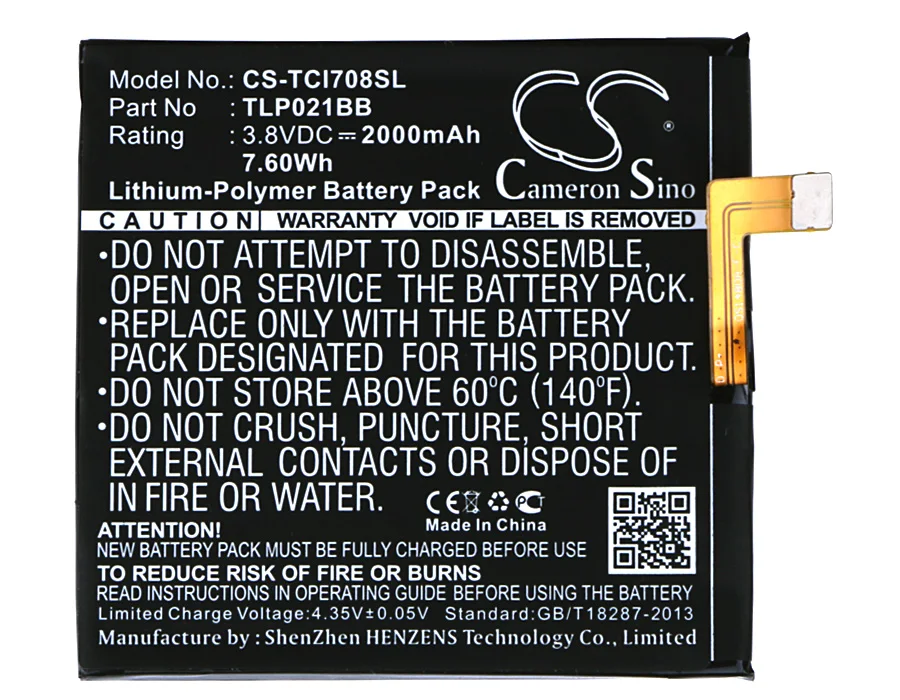 Model No.: CS-TCI708SL
Part No : TLP021BB
Rating : 3.8VDC ⎓ 2000mAh
7.60Wh
Lithium-Polymer Battery Pack
Cameron Sino
®
CAUTION WARRANTY VOID IF LABEL IS REMOVED
•DO NOT ATTEMPT TO DISASSEMBLE,
OPEN OR SERVICE THE BATTERY PACK.
•REPLACE ONLY WITH THE BATTERY
PACK DESIGNATED FOR THIS PRODUCT.
•DO NOT STORE ABOVE 60°C (140°F).
•DO NOT CRUSH, PUNCTURE, SHORT
EXTERNAL CONTACTS OR DISPOSE OF
IN FIRE OR WATER.
CE
Made In China
ATTENTION!
NEW BATTERY PACK MUST BE FULLY CHARGED BEFORE USE
TO REDUCE RISK OF FIRE OR BURNS
READ INSTRUCTIONS IN OPERATING GUIDE BEFORE DISPOSAL OR USE
Limited Charge Voltage:4.35V±0.05V Standard:GB/T18287-2013
Manufacture by : ShenZhen HENZENS Technology Co., Limited